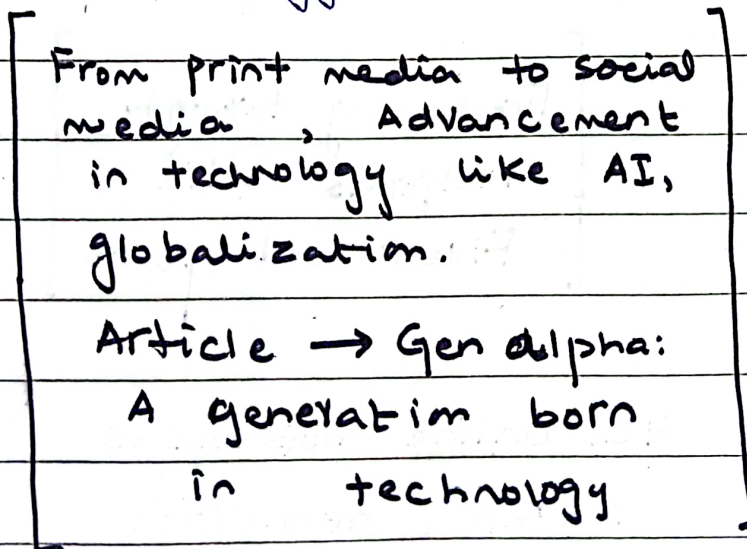 From print media to social
media, Advancement
in technology like AI,
globalization.
Article → Gen alpha:
A generation born
in technology